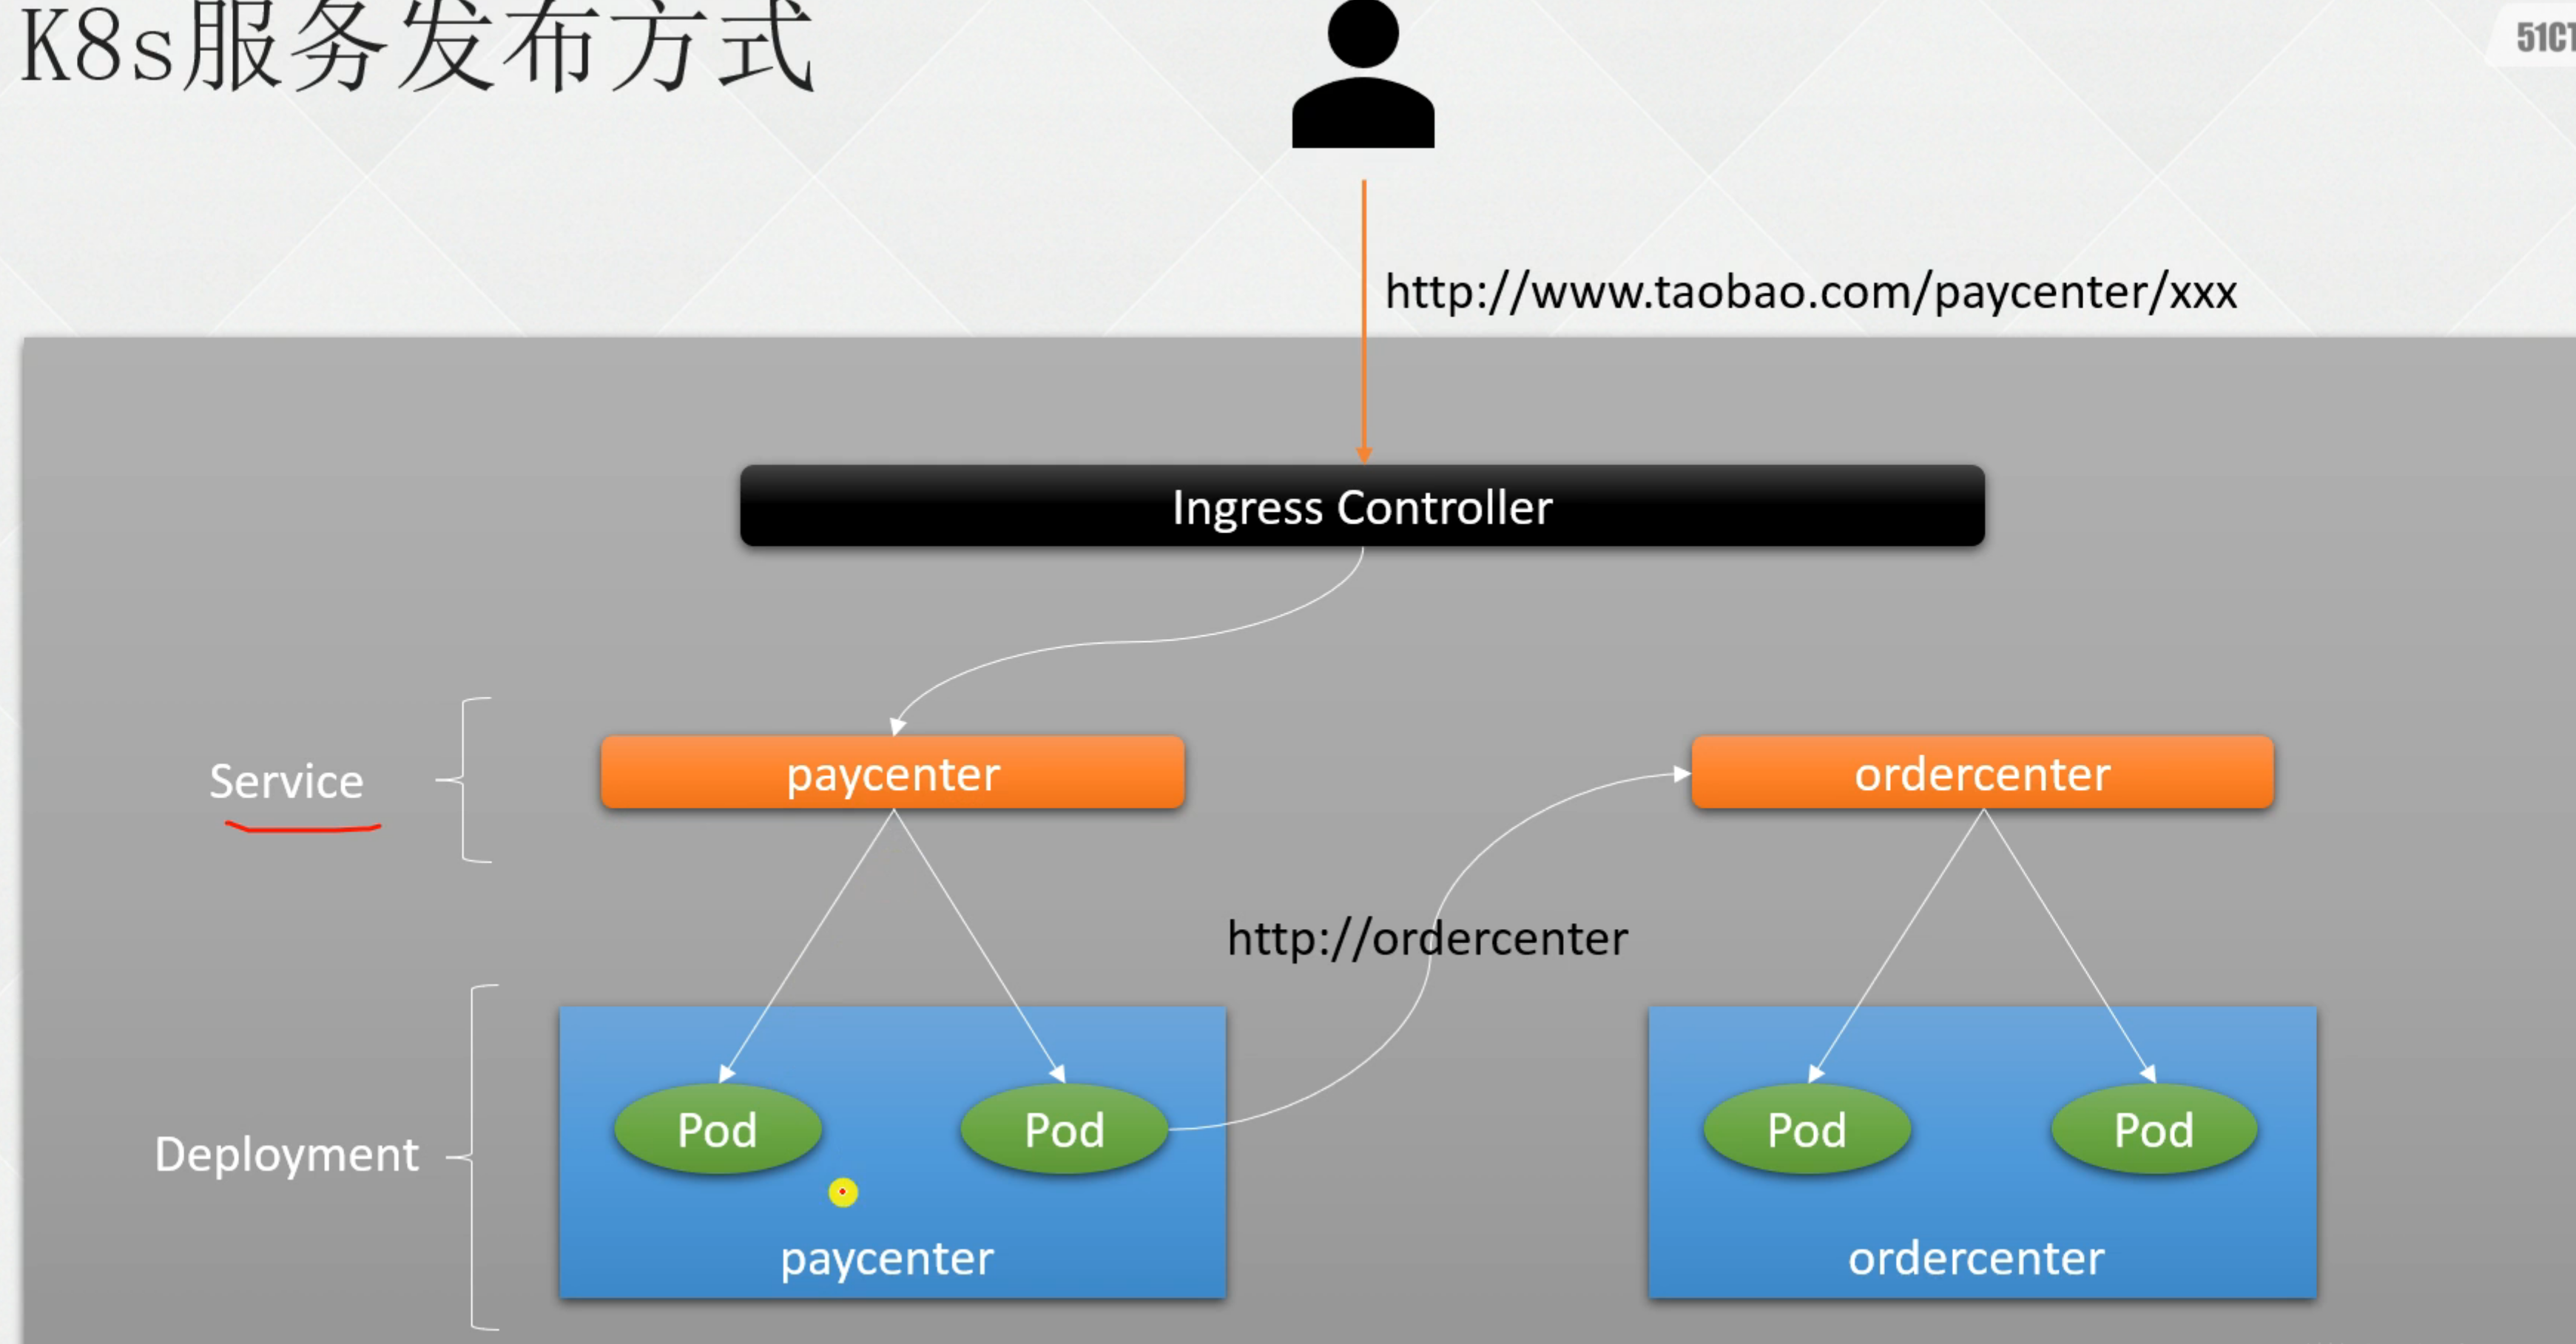 K8s服务发布方式
51CT
http://www.taobao.com/paycenter/xxx
Ingress Controller
Service
paycenter
ordercenter
http://ordercenter
Deployment
Pod
Pod
Pod
Pod
paycenter
ordercenter